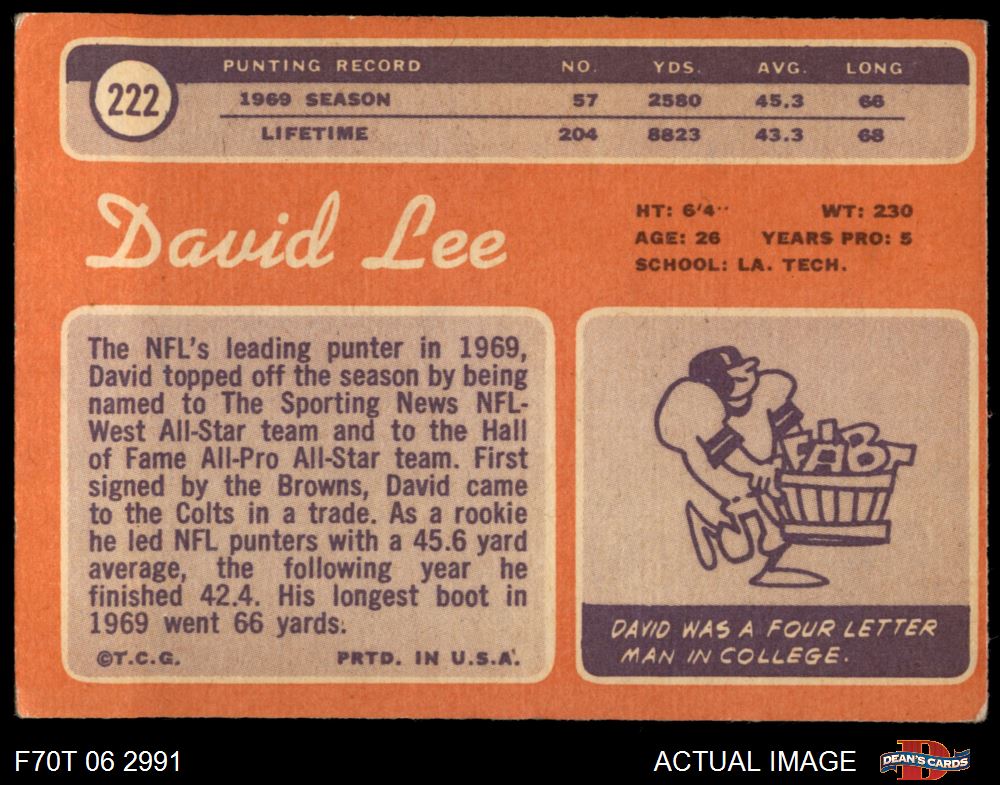 222
PUNTING RECORD NO. YDS. AVG. LONG
1969 SEASON 57 2580 45.3 66
LIFETIME 204 8823 43.3 68
David Lee
HT: 6'4" WT: 230
AGE: 26 YEARS PRO: 5
SCHOOL: LA. TECH.
The NFL's leading punter in 1969,
David topped off the season by being
named to The Sporting News NFL-
West All-Star team and to the Hall
of Fame All-Pro All-Star team. First
signed by the Browns, David came
to the Colts in a trade. As a rookie
he led NFL punters with a 45.6 yard
average, the following year he
finished 42.4. His longest boot in
1969 went 66 yards.
©T.C.G. PRTD. IN U.S.A.
DAVID WAS A FOUR LETTER
MAN IN COLLEGE.
F70T 06 2991 ACTUAL IMAGE
DEAN'S CARDS